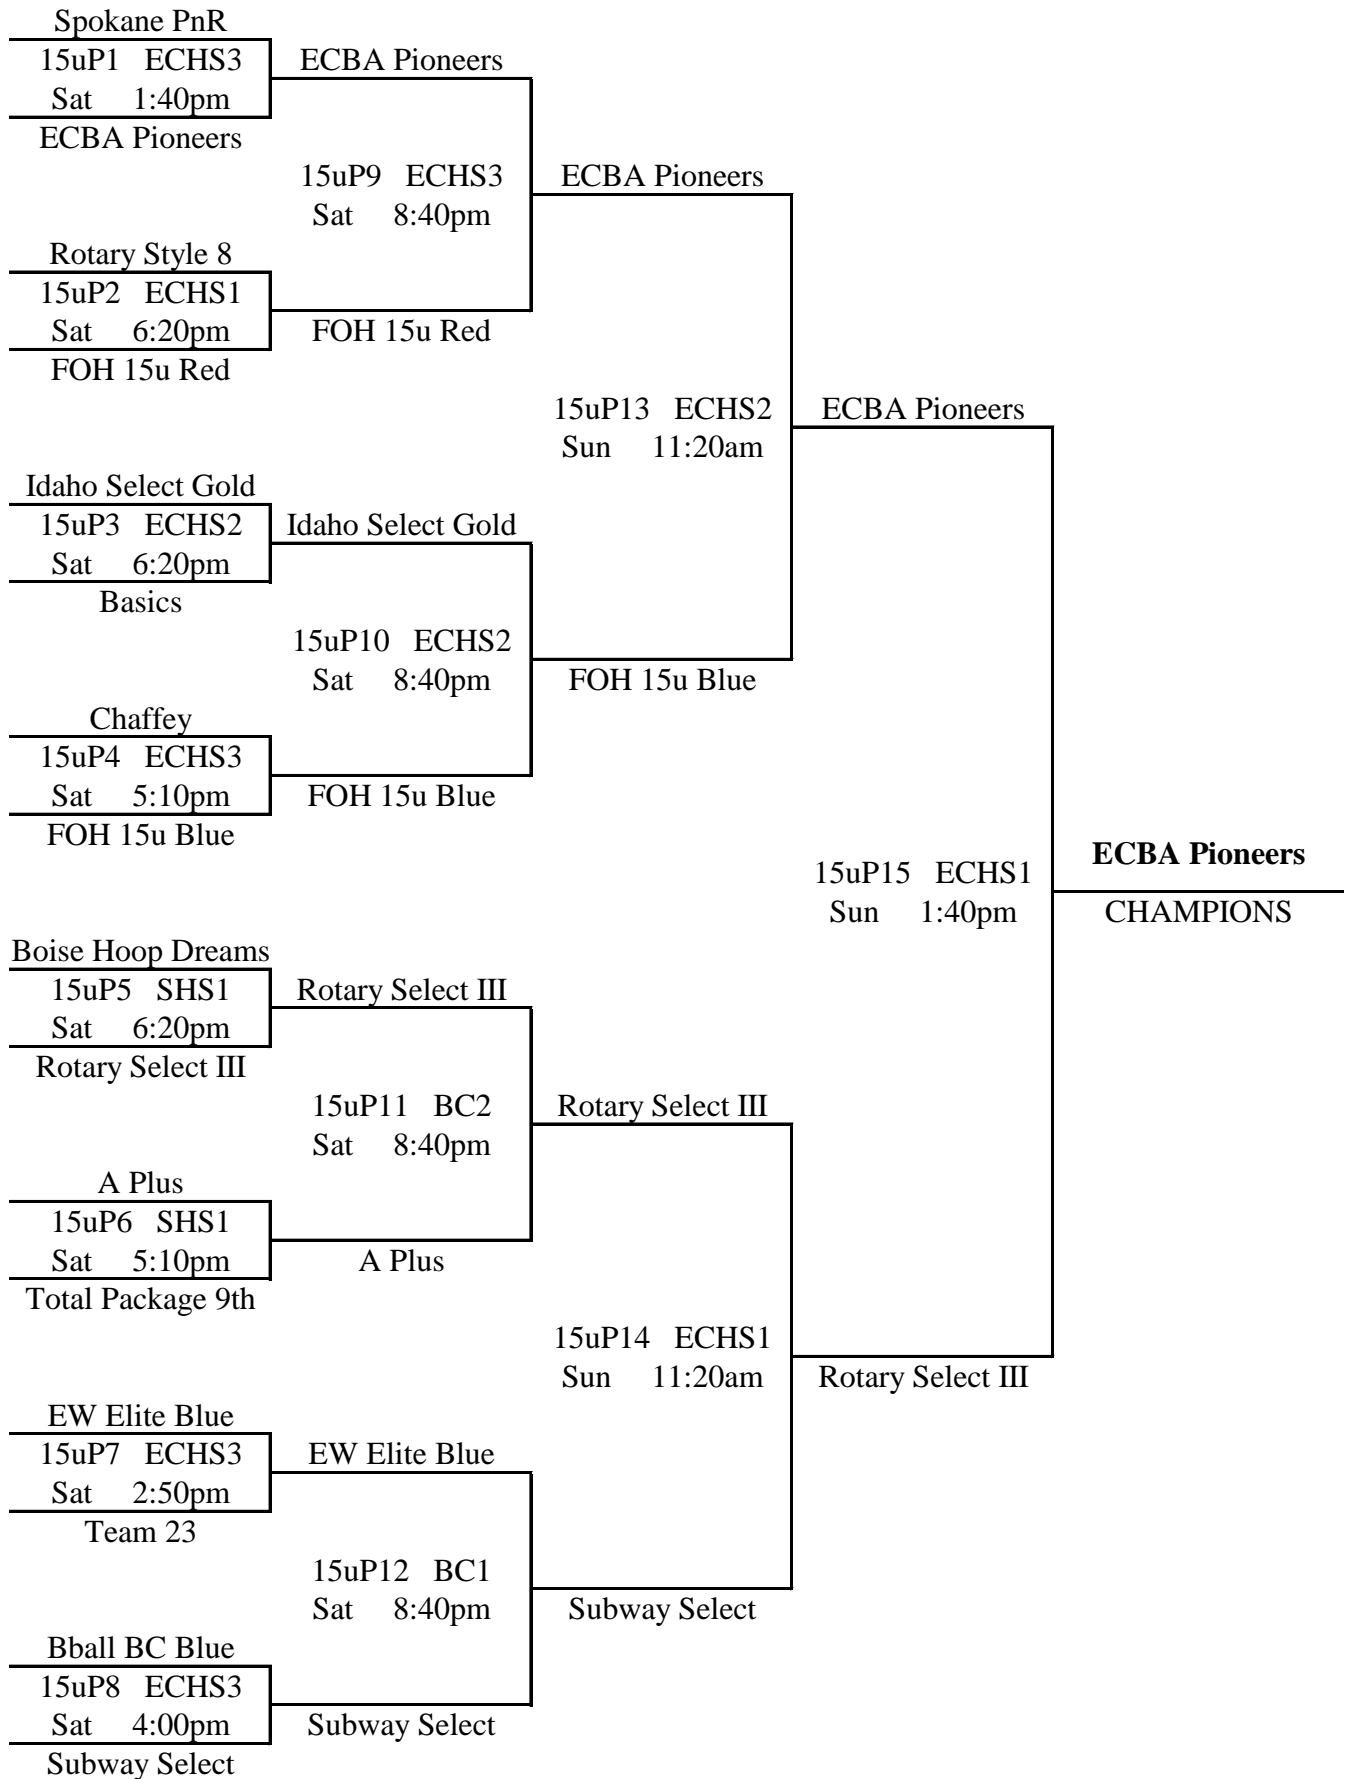 Spokane PnR
15uP1 ECHS3
Sat 1:40pm
ECBA Pioneers
ECBA Pioneers
15uP9 ECHS3
Sat 8:40pm
ECBA Pioneers
Rotary Style 8
15uP2 ECHS1
Sat 6:20pm
FOH 15u Red
FOH 15u Red
15uP13 ECHS2
Sun 11:20am
ECBA Pioneers
Idaho Select Gold
15uP3 ECHS2
Sat 6:20pm
Basics
Idaho Select Gold
15uP10 ECHS2
Sat 8:40pm
FOH 15u Blue
Chaffey
15uP4 ECHS3
Sat 5:10pm
FOH 15u Blue
FOH 15u Blue
15uP15 ECHS1
Sun 1:40pm
ECBA Pioneers
CHAMPIONS
Boise Hoop Dreams
15uP5 SHS1
Sat 6:20pm
Rotary Select III
Rotary Select III
15uP11 BC2
Sat 8:40pm
Rotary Select III
A Plus
15uP6 SHS1
Sat 5:10pm
Total Package 9th
A Plus
15uP14 ECHS1
Sun 11:20am
Rotary Select III
EW Elite Blue
15uP7 ECHS3
Sat 2:50pm
Team 23
EW Elite Blue
15uP12 BC1
Sat 8:40pm
Subway Select
Bball BC Blue
15uP8 ECHS3
Sat 4:00pm
Subway Select
Subway Select